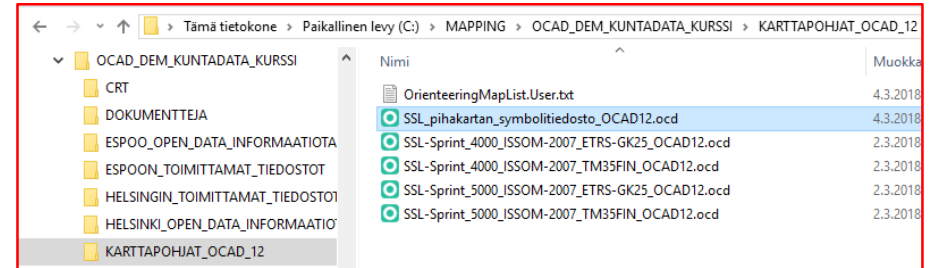 Tämä tietokone > Paikallinen levy (C:) > MAPPING > OCAD_DEM_KUNTADATA_KURSSI > KARTTAPOHJAT_OCAD_12
OCAD_DEM_KUNTADATA_KURSSI
CRT
DOKUMENTTEJA
ESPOO_OPEN_DATA_INFORMAATIOTA
ESPOON_TOIMITTAMAT_TIEDOSTOT
HELSINGIN_TOIMITTAMAT_TIEDOSTOT
HELSINKI_OPEN_DATA_INFORMAATIO
KARTTAPOHJAT_OCAD_12
Nimi Muokka
OrienteeringMapList.User.txt 4.3.2018
SSL_pihakartan_symbolitiedosto_OCAD12.ocd 4.3.2018
SSL-Sprint_4000_ISSOM-2007_ETRS-GK25_OCAD12.ocd 2.3.2018
SSL-Sprint_4000_ISSOM-2007_TM35FIN_OCAD12.ocd 2.3.2018
SSL-Sprint_5000_ISSOM-2007_ETRS-GK25_OCAD12.ocd 2.3.2018
SSL-Sprint_5000_ISSOM-2007_TM35FIN_OCAD12.ocd 2.3.2018